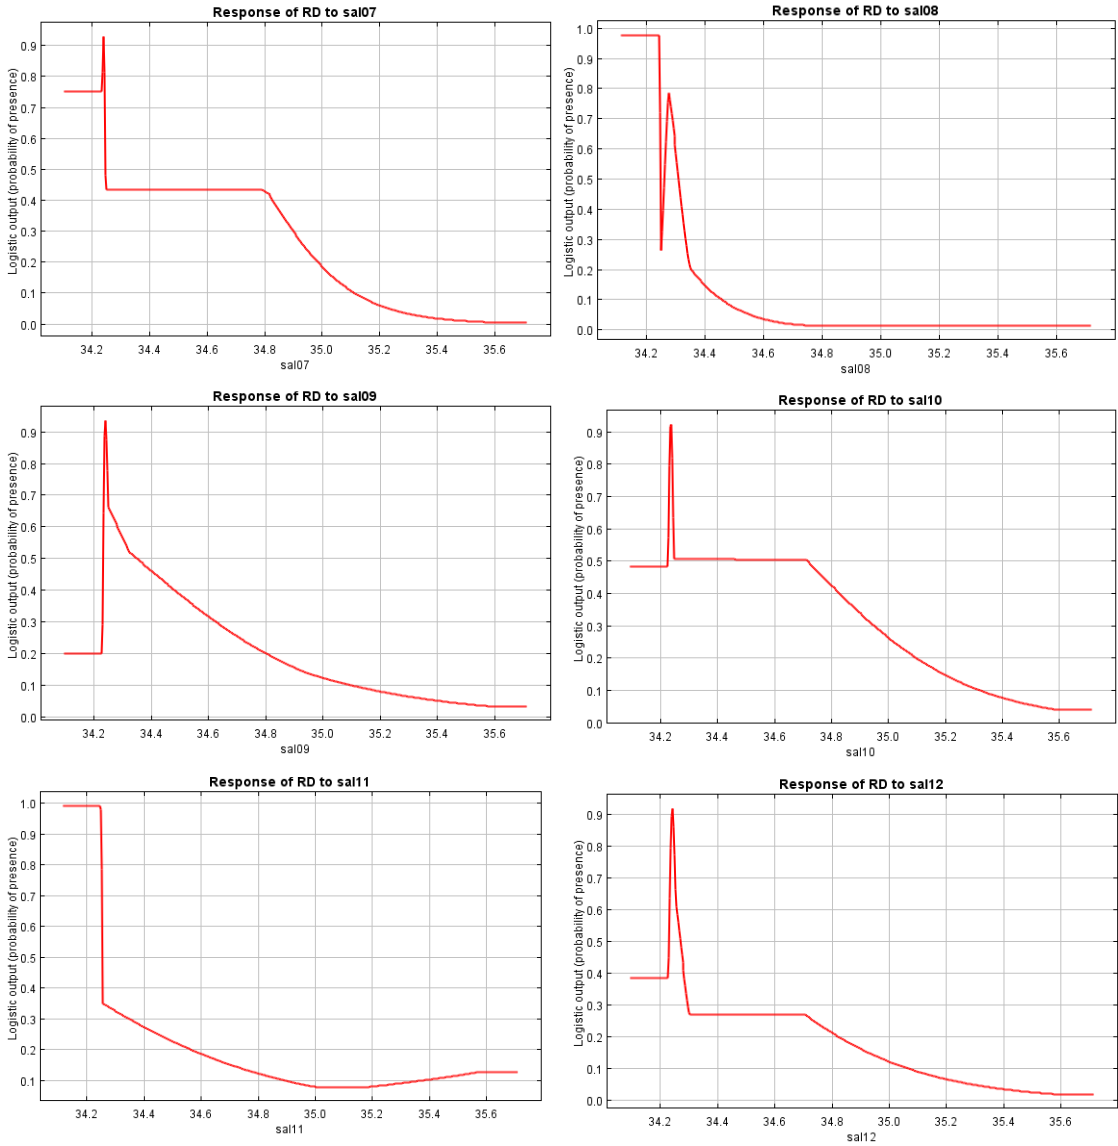 Response of RD to sal07
Logistic output (probability of presence)
0.9
0.8
0.7
0.6
0.5
0.4
0.3
0.2
0.1
0.0
34.2 34.4 34.6 34.8 35.0 35.2 35.4 35.6
sal07
Response of RD to sal08
Logistic output (probability of presence)
1.0
0.9
0.8
0.7
0.6
0.5
0.4
0.3
0.2
0.1
0.0
34.2 34.4 34.6 34.8 35.0 35.2 35.4 35.6
sal08
Response of RD to sal09
Logistic output (probability of presence)
0.9
0.8
0.7
0.6
0.5
0.4
0.3
0.2
0.1
0.0
34.2 34.4 34.6 34.8 35.0 35.2 35.4 35.6
sal09
Response of RD to sal10
Logistic output (probability of presence)
0.9
0.8
0.7
0.6
0.5
0.4
0.3
0.2
0.1
0.0
34.2 34.4 34.6 34.8 35.0 35.2 35.4 35.6
sal10
Response of RD to sal11
Logistic output (probability of presence)
1.0
0.9
0.8
0.7
0.6
0.5
0.4
0.3
0.2
0.1
34.2 34.4 34.6 34.8 35.0 35.2 35.4 35.6
sal11
Response of RD to sal12
Logistic output (probability of presence)
0.9
0.8
0.7
0.6
0.5
0.4
0.3
0.2
0.1
0.0
34.2 34.4 34.6 34.8 35.0 35.2 35.4 35.6
sal12